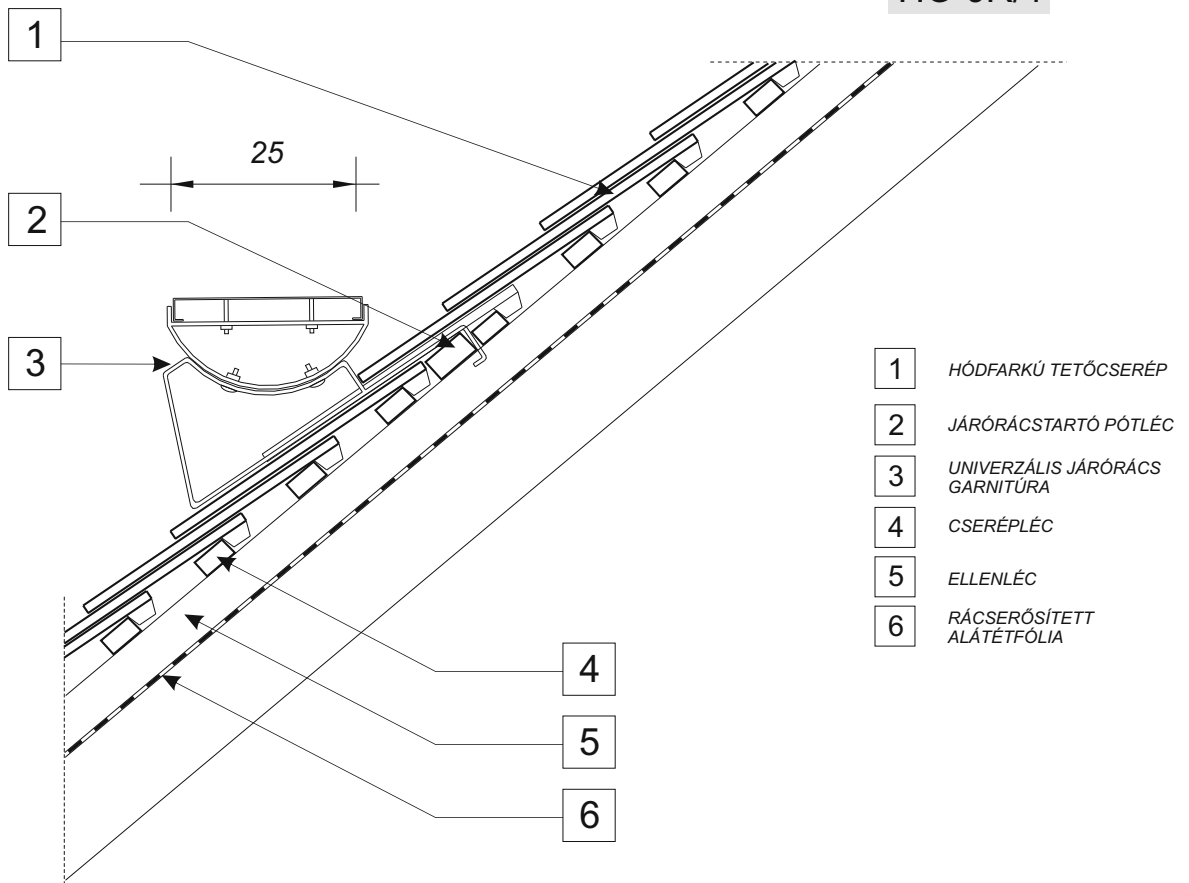 1
25
2
3
4
5
6
1 HÓDFARKÚ TETŐCSERÉP
2 JÁRÓRÁCSTARTÓ PÓTLÉC
3 UNIVERZÁLIS JÁRÓRÁCS
GARNITÚRA
4 CSERÉPLÉC
5 ELLENLÉC
6 RÁCSERŐSÍTETT
ALÁTÉTFÓLIA